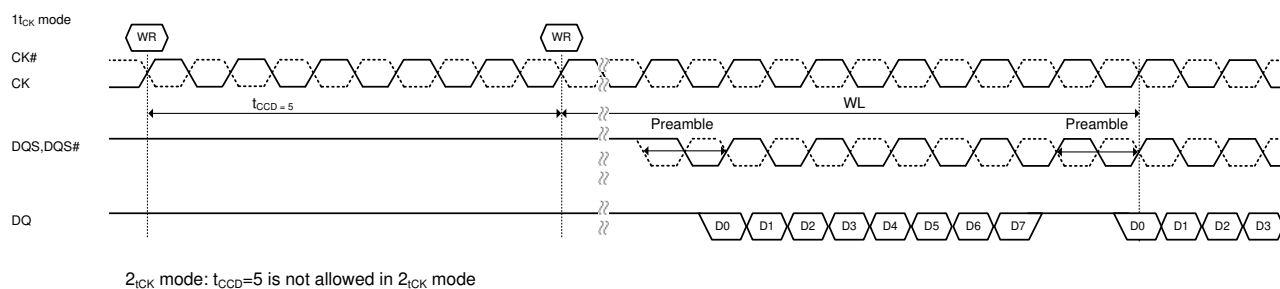 1tCK mode
WR WR
CK#
CK
tCCD = 5 WL
Preamble Preamble
DQS,DQS#
DQ
D0 D1 D2 D3 D4 D5 D6 D7 D0 D1 D2 D3
2tCK mode: tCCD=5 is not allowed in 2tCK mode